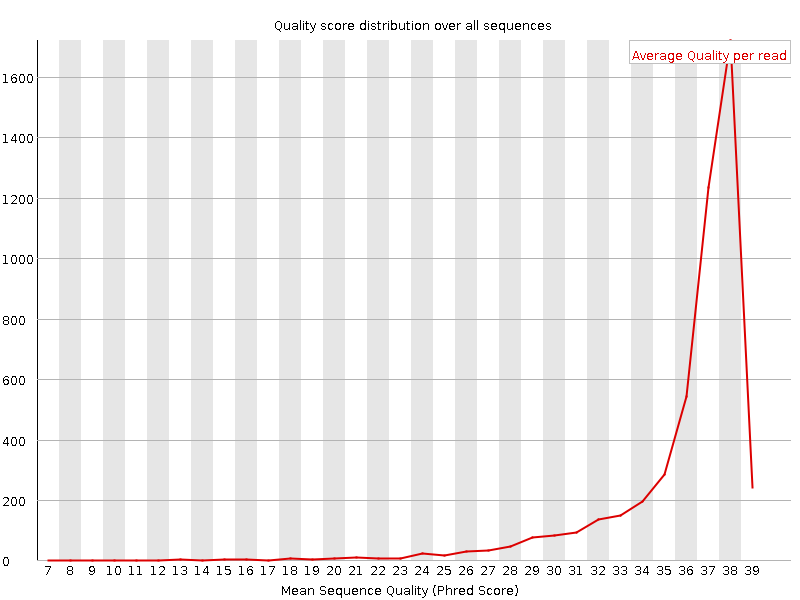 Quality score distribution over all sequences
Average Quality per read
1600
1400
1200
1000
800
600
400
200
0
7 8 9 10 11 12 13 14 15 16 17 18 19 20 21 22 23 24 25 26 27 28 29 30 31 32 33 34 35 36 37 38 39
Mean Sequence Quality (Phred Score)